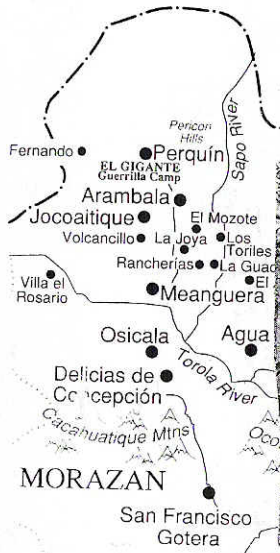 Pericon
Hills
Sapo River
Fernando
Perquín
EL GIGANTE
Guerrilla Camp
Arambala
Jocoaitique
El Mozote
Volcancillo
La Joya
Los
Toriles
Rancherías
La Guac
El
Villa el
Rosario
Meanguera
Osicala
Agua
Torola River
Delicias de
Concepción
Cacahuatique Mtns
Oco
MORAZAN
San Francisco
Gotera